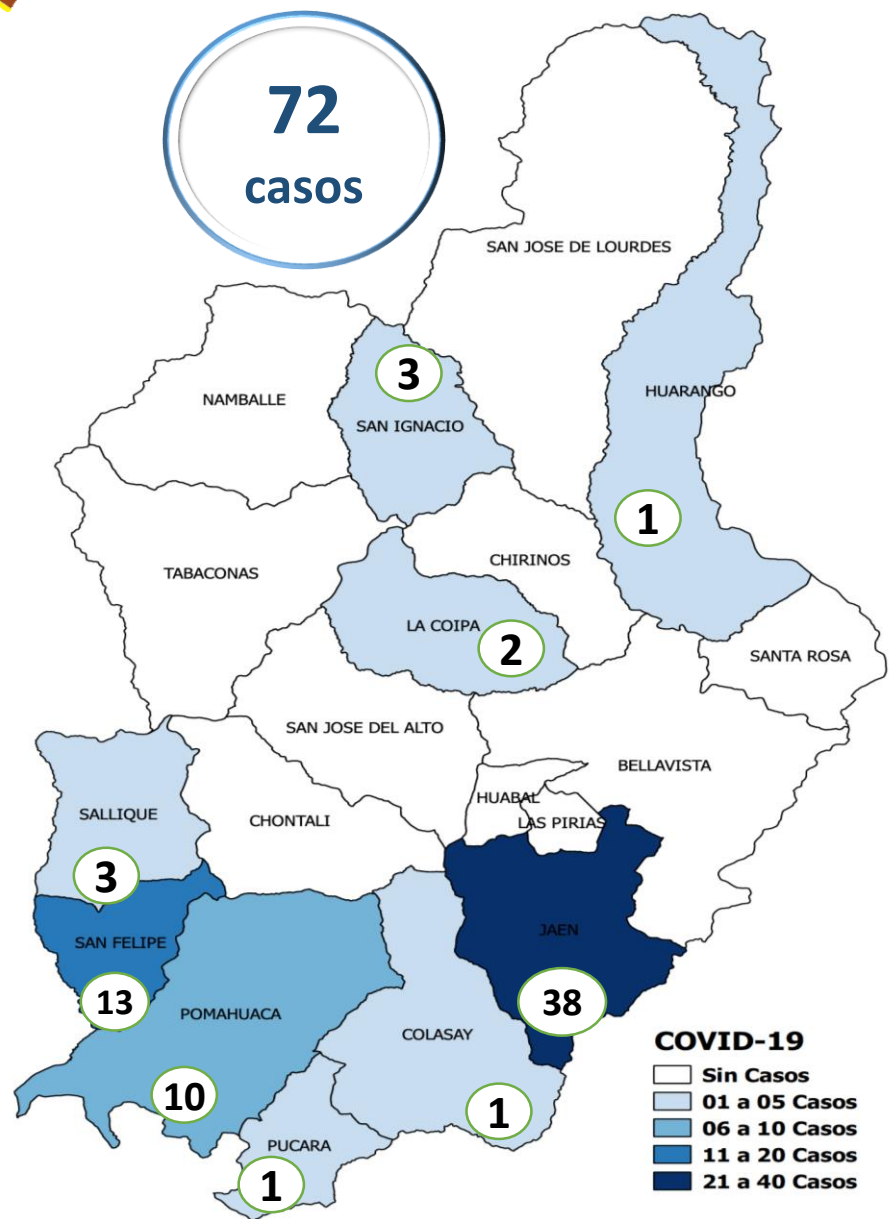 72
casos
SAN JOSE DE LOURDES
3
NAMBALLE
HUARANGO
SAN IGNACIO
1
CHIRINOS
TABACONAS
LA COIPA
2
SANTA ROSA
SAN JOSE DEL ALTO
BELLAVISTA
HUABAL
SALLIQUE
CHONTALI
LAS PIRIAS
3
JAEN
SAN FELIPE
13
38
POMAHUACA
COLASAY
10
1
PUCARA
1
COVID-19
Sin Casos
01 a 05 Casos
06 a 10 Casos
11 a 20 Casos
21 a 40 Casos